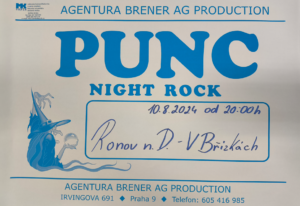 AGENTURA BRENER AG PRODUCTION
PUNC
NIGHT ROCK
10.8.2024 od 20:00h
Ronov n.D - V Břízkách
AGENTURA BRENER AG PRODUCTION
IRVINGOVA 691 ◆ Praha 9 ◆ Telefon: 605 416 985